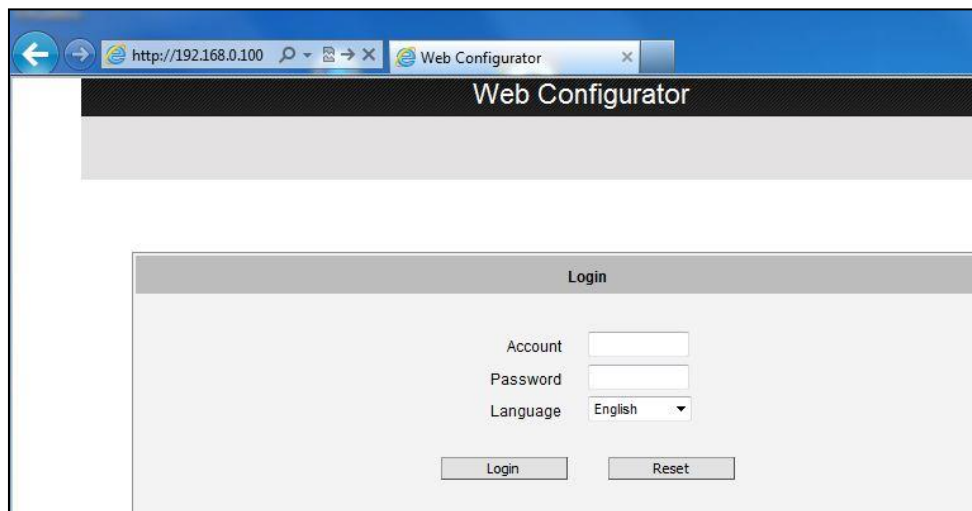 http://192.168.0.100
Web Configurator
Web Configurator
Login
Account
Password
Language English
Login Reset